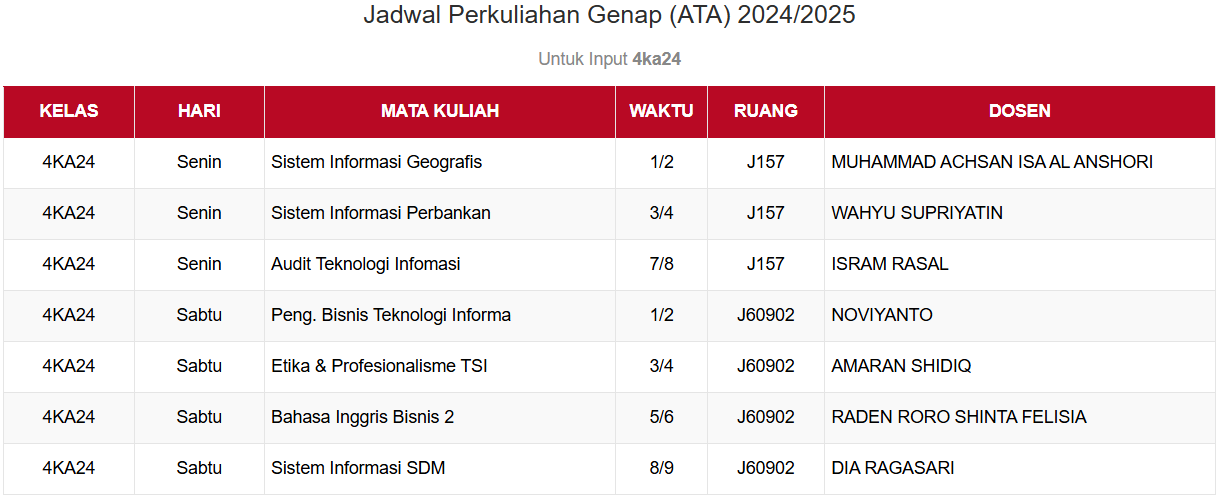 Jadwal Perkuliahan Genap (ATA) 2024/2025
Untuk Input 4ka24
KELAS HARI MATA KULIAH WAKTU RUANG DOSEN
4KA24 Senin Sistem Informasi Geografis 1/2 J157 MUHAMMAD ACHSAN ISA AL ANSHORI
4KA24 Senin Sistem Informasi Perbankan 3/4 J157 WAHYU SUPRIYATIN
4KA24 Senin Audit Teknologi Infomasi 7/8 J157 ISRAM RASAL
4KA24 Sabtu Peng. Bisnis Teknologi Informa 1/2 J60902 NOVIYANTO
4KA24 Sabtu Etika & Profesionalisme TSI 3/4 J60902 AMARAN SHIDIQ
4KA24 Sabtu Bahasa Inggris Bisnis 2 5/6 J60902 RADEN RORO SHINTA FELISIA
4KA24 Sabtu Sistem Informasi SDM 8/9 J60902 DIA RAGASARI